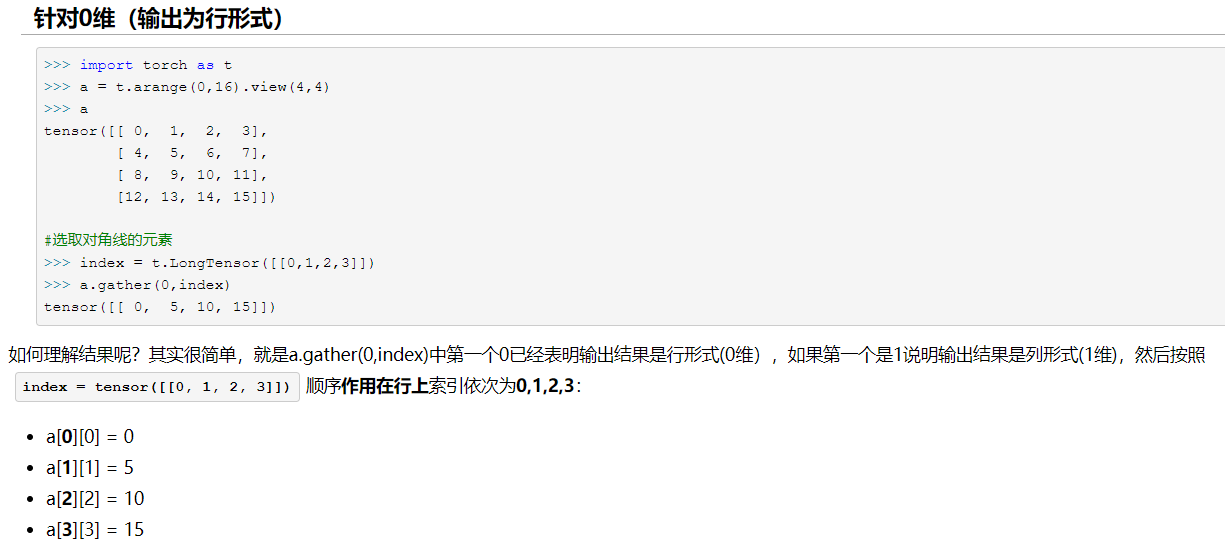 针对0维（输出为行形式）
>>> import torch as t
>>> a = t.arange(0,16).view(4,4)
>>> a
tensor([[ 0,  1,  2,  3],
        [ 4,  5,  6,  7],
        [ 8,  9, 10, 11],
        [12, 13, 14, 15]])
#选取对角线的元素
>>> index = t.LongTensor([[0,1,2,3]])
>>> a.gather(0,index)
tensor([[ 0,  5, 10, 15]])
如何理解结果呢？其实很简单，就是a.gather(0,index)中第一个0已经表明输出结果是行形式(0维），如果第一个是1说明输出结果是列形式(1维)，然后按照
index = tensor([[0, 1, 2, 3]]) 顺序作用在行上索引依次为0,1,2,3：
• a[0][0] = 0
• a[1][1] = 5
• a[2][2] = 10
• a[3][3] = 15